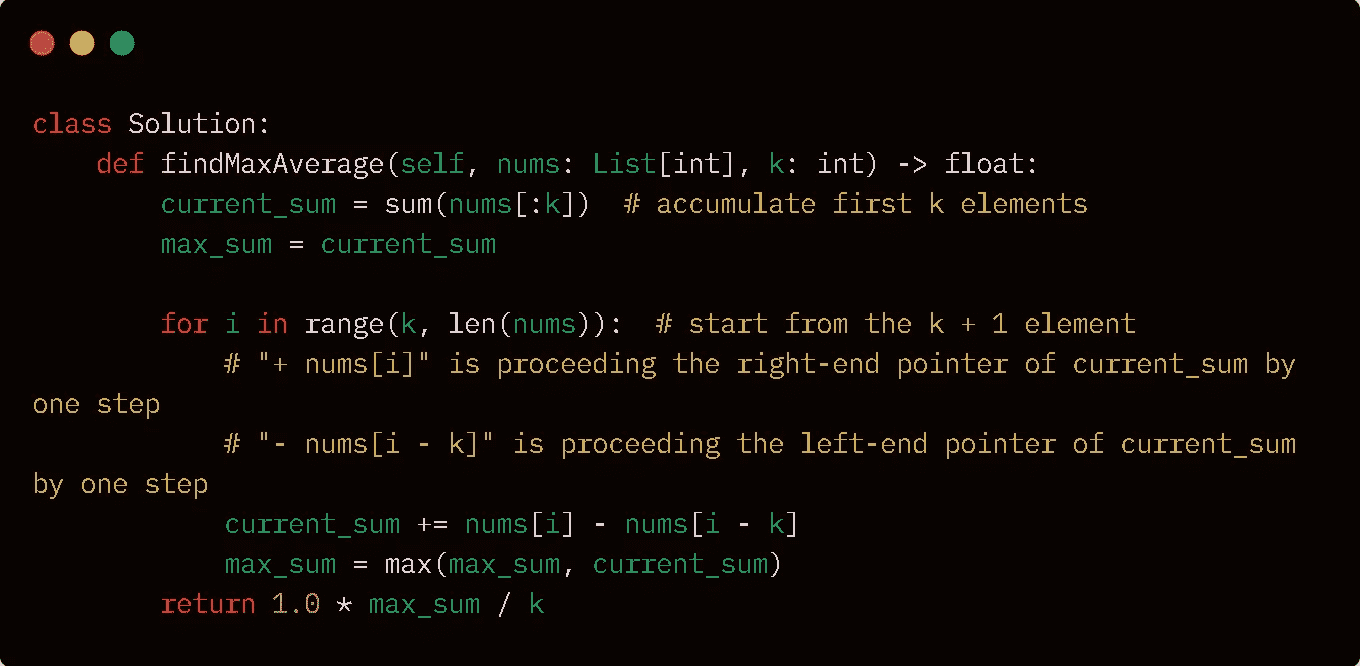 class Solution:
    def findMaxAverage(self, nums: List[int], k: int) -> float:
        current_sum = sum(nums[:k])  # accumulate first k elements
        max_sum = current_sum

        for i in range(k, len(nums)):  # start from the k + 1 element
            # "+ nums[i]" is proceeding the right-end pointer of current_sum by
one step
            # "- nums[i - k]" is proceeding the left-end pointer of current_sum
by one step
            current_sum += nums[i] - nums[i - k]
            max_sum = max(max_sum, current_sum)
        return 1.0 * max_sum / k